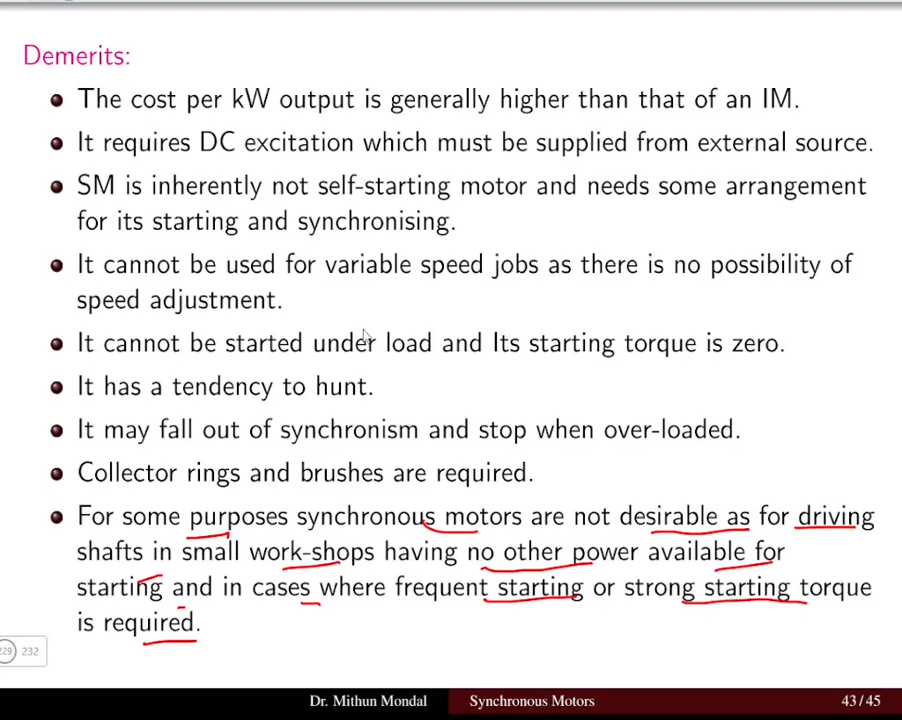 Demerits:
The cost per kW output is generally higher than that of an IM.
It requires DC excitation which must be supplied from external source.
SM is inherently not self-starting motor and needs some arrangement
for its starting and synchronising.
It cannot be used for variable speed jobs as there is no possibility of
speed adjustment.
It cannot be started under load and Its starting torque is zero.
It has a tendency to hunt.
It may fall out of synchronism and stop when over-loaded.
Collector rings and brushes are required.
For some purposes synchronous motors are not desirable as for driving
shafts in small work-shops having no other power available for
starting and in cases where frequent starting or strong starting torque
is required.
229 232
Dr. Mithun Mondal Synchronous Motors 43/45